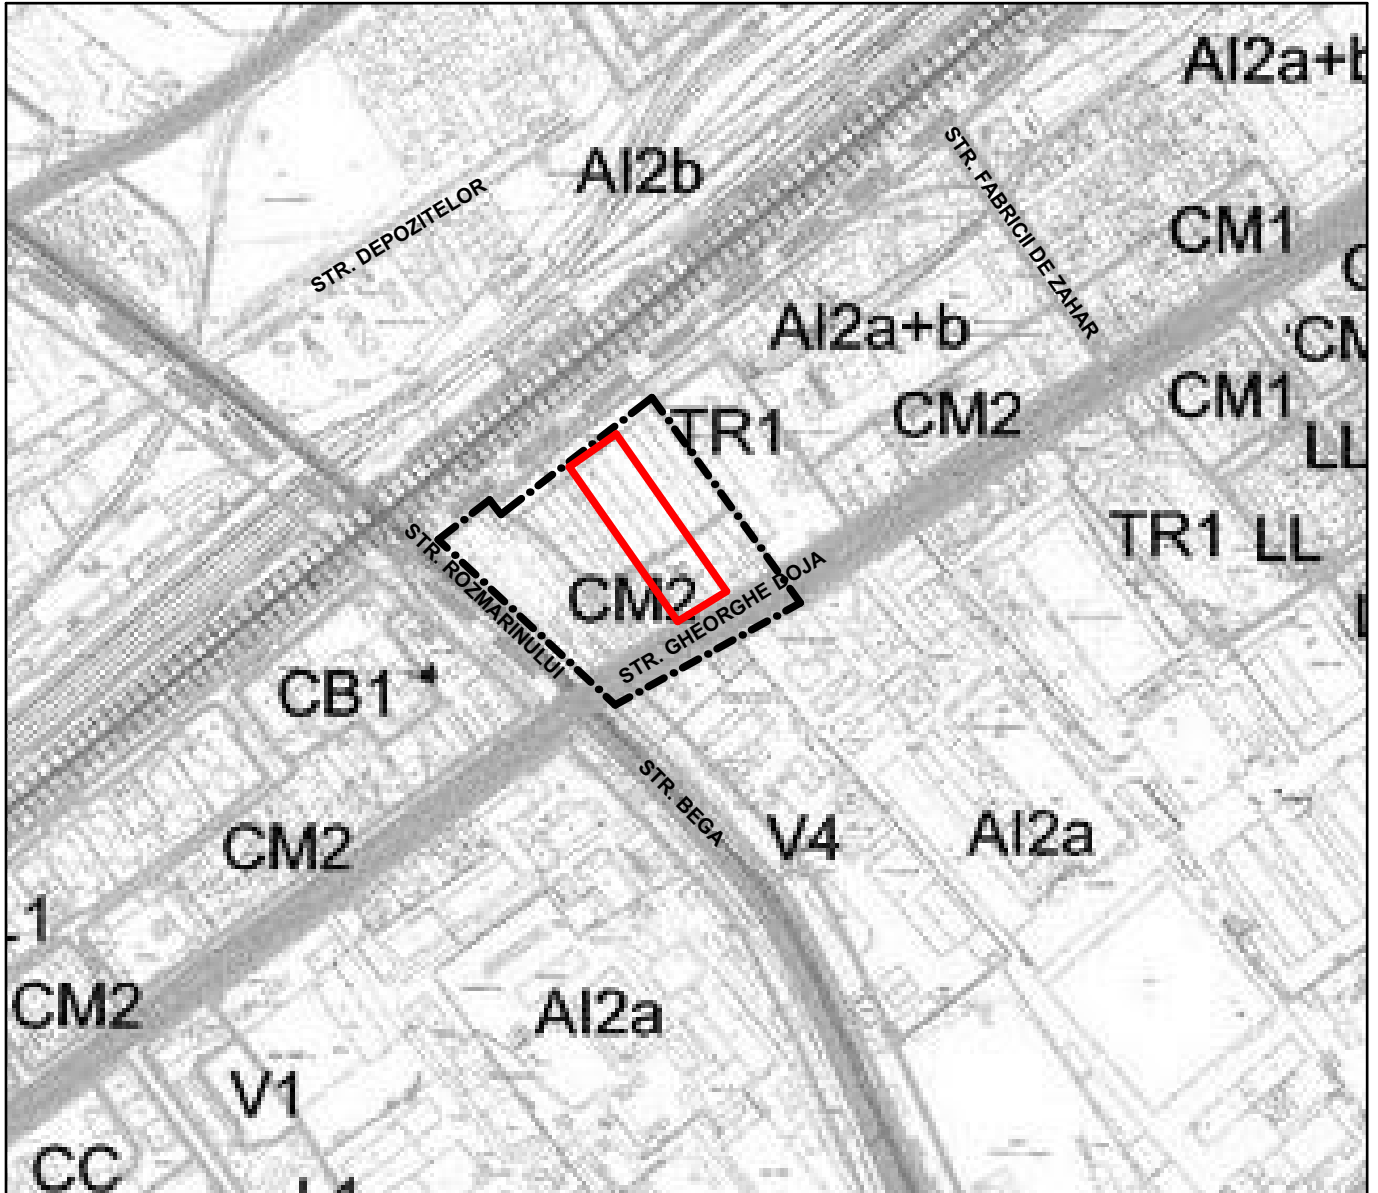 AI2a+b
STR. FABRICII DE ZAHAR
AI2b
STR. DEPOZITELOR
CM1
AI2a+b
CM1
CM2
TR1
LL
TR1
LL
STR. ROZMARINULUI
CM2
STR. GHEORGHE DOJA
CB1
STR. BEGA
CM2
V4
AI2a
CM2
AI2a
V1
CC